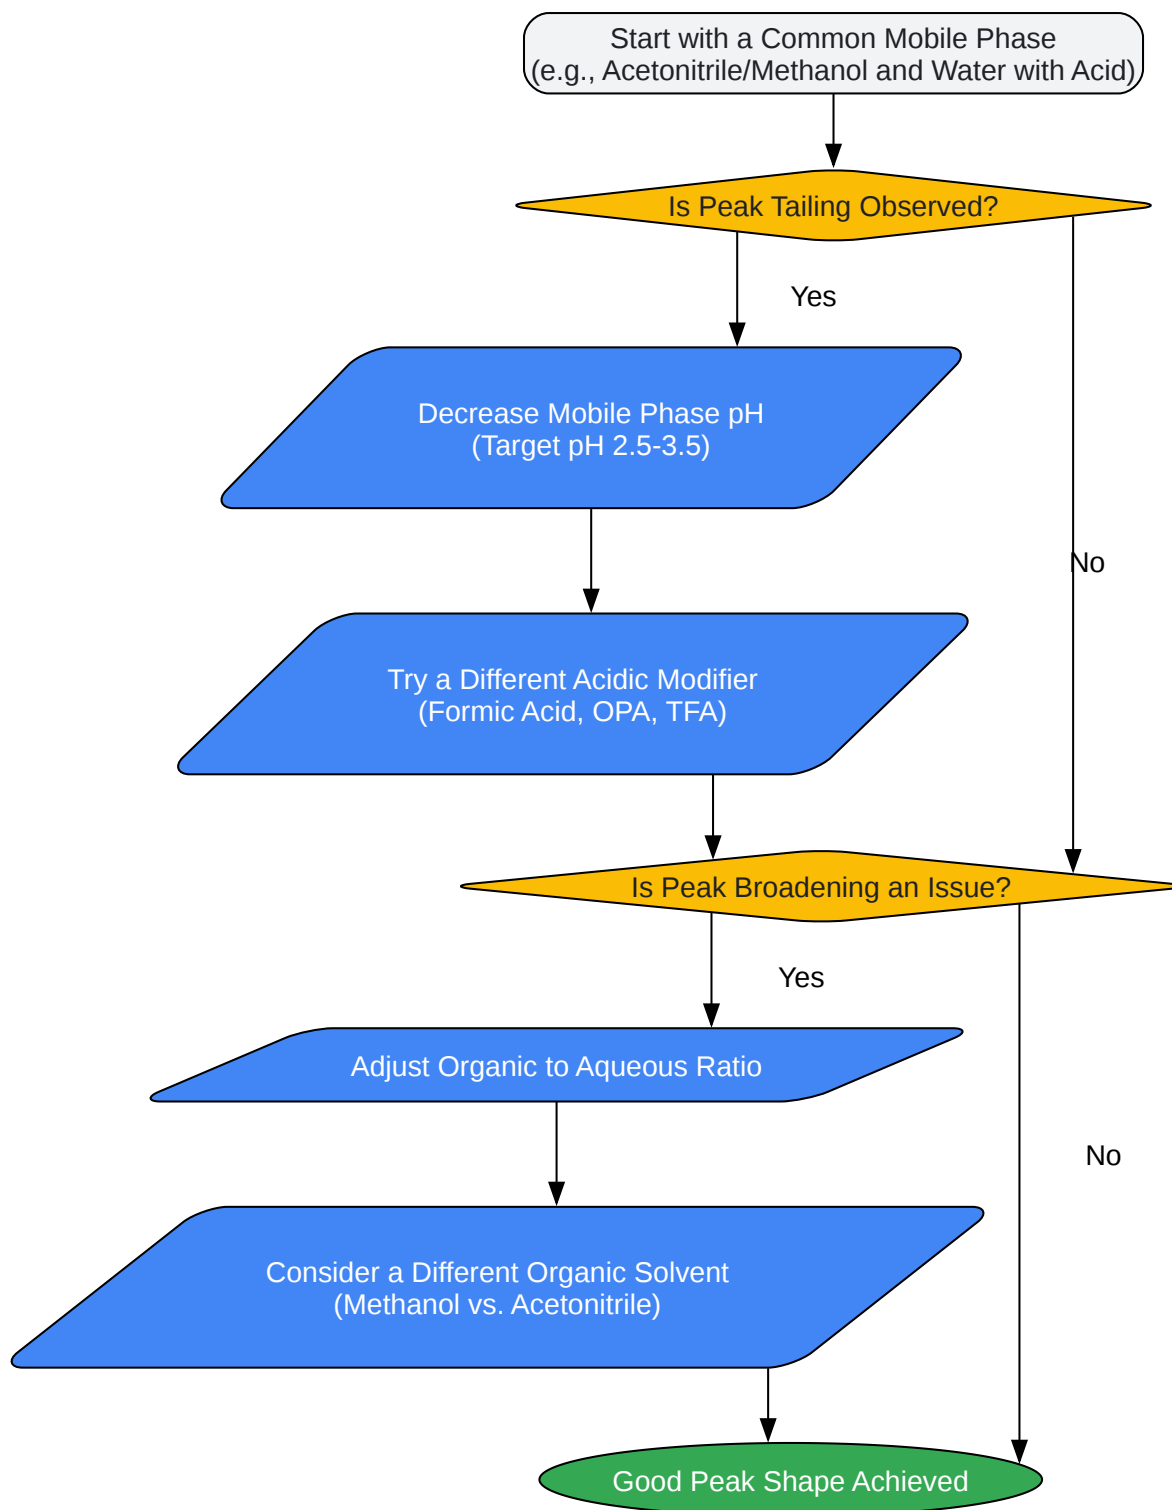 Start with a Common Mobile Phase
(e.g., Acetonitrile/Methanol and Water with Acid)
Is Peak Tailing Observed?
Yes
Decrease Mobile Phase pH
(Target pH 2.5-3.5)
No
Try a Different Acidic Modifier
(Formic Acid, OPA, TFA)
Is Peak Broadening an Issue?
Yes
Adjust Organic to Aqueous Ratio
No
Consider a Different Organic Solvent
(Methanol vs. Acetonitrile)
Good Peak Shape Achieved